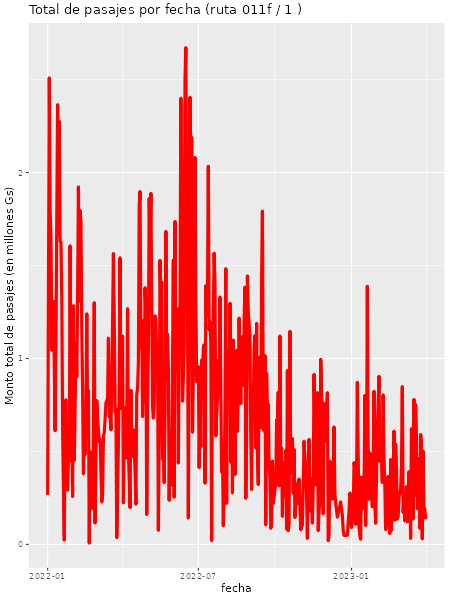 Total de pasajes por fecha (ruta 011f / 1 )
Monto total de pasajes (en millones Gs)
2
1
0
2022-01
2022-07
2023-01
fecha